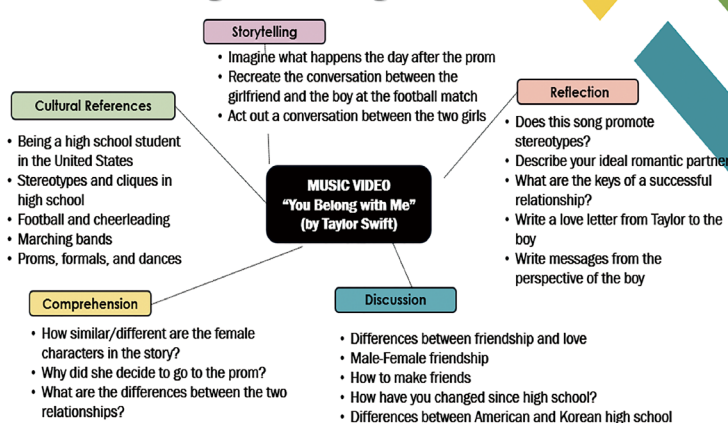 Storytelling
• Imagine what happens the day after the prom
• Recreate the conversation between the
girlfriend and the boy at the football match
• Act out a conversation between the two girls
Cultural References
• Being a high school student
in the United States
• Stereotypes and cliques in
high school
• Football and cheerleading
• Marching bands
• Proms, formals, and dances
Reflection
• Does this song promote
stereotypes?
• Describe your ideal romantic partner
• What are the keys of a successful
relationship?
• Write a love letter from Taylor to the
boy
• Write messages from the
perspective of the boy
MUSIC VIDEO
“You Belong with Me”
(by Taylor Swift)
Comprehension
• How similar/different are the female
characters in the story?
• Why did she decide to go to the prom?
• What are the differences between the two
relationships?
Discussion
• Differences between friendship and love
• Male-Female friendship
• How to make friends
• How have you changed since high school?
• Differences between American and Korean high school